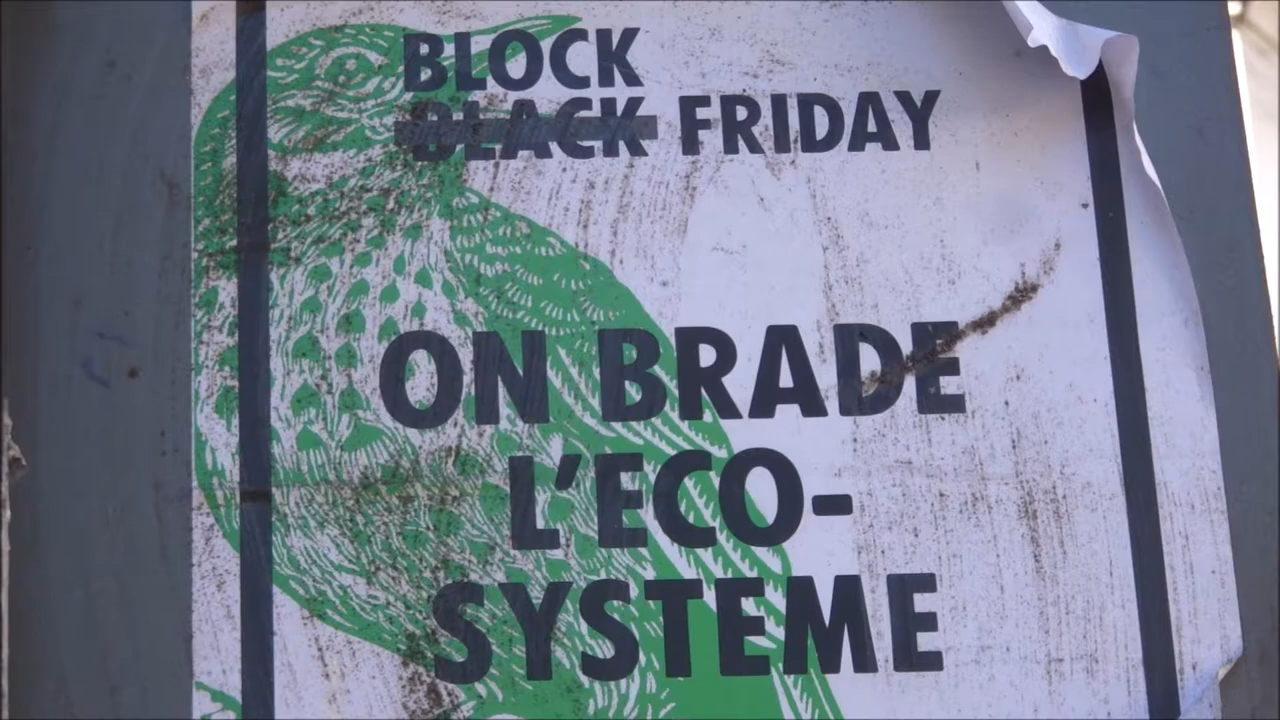 BLOCK
BLACK FRIDAY
ON BRADE
L'ECO-
SYSTEME